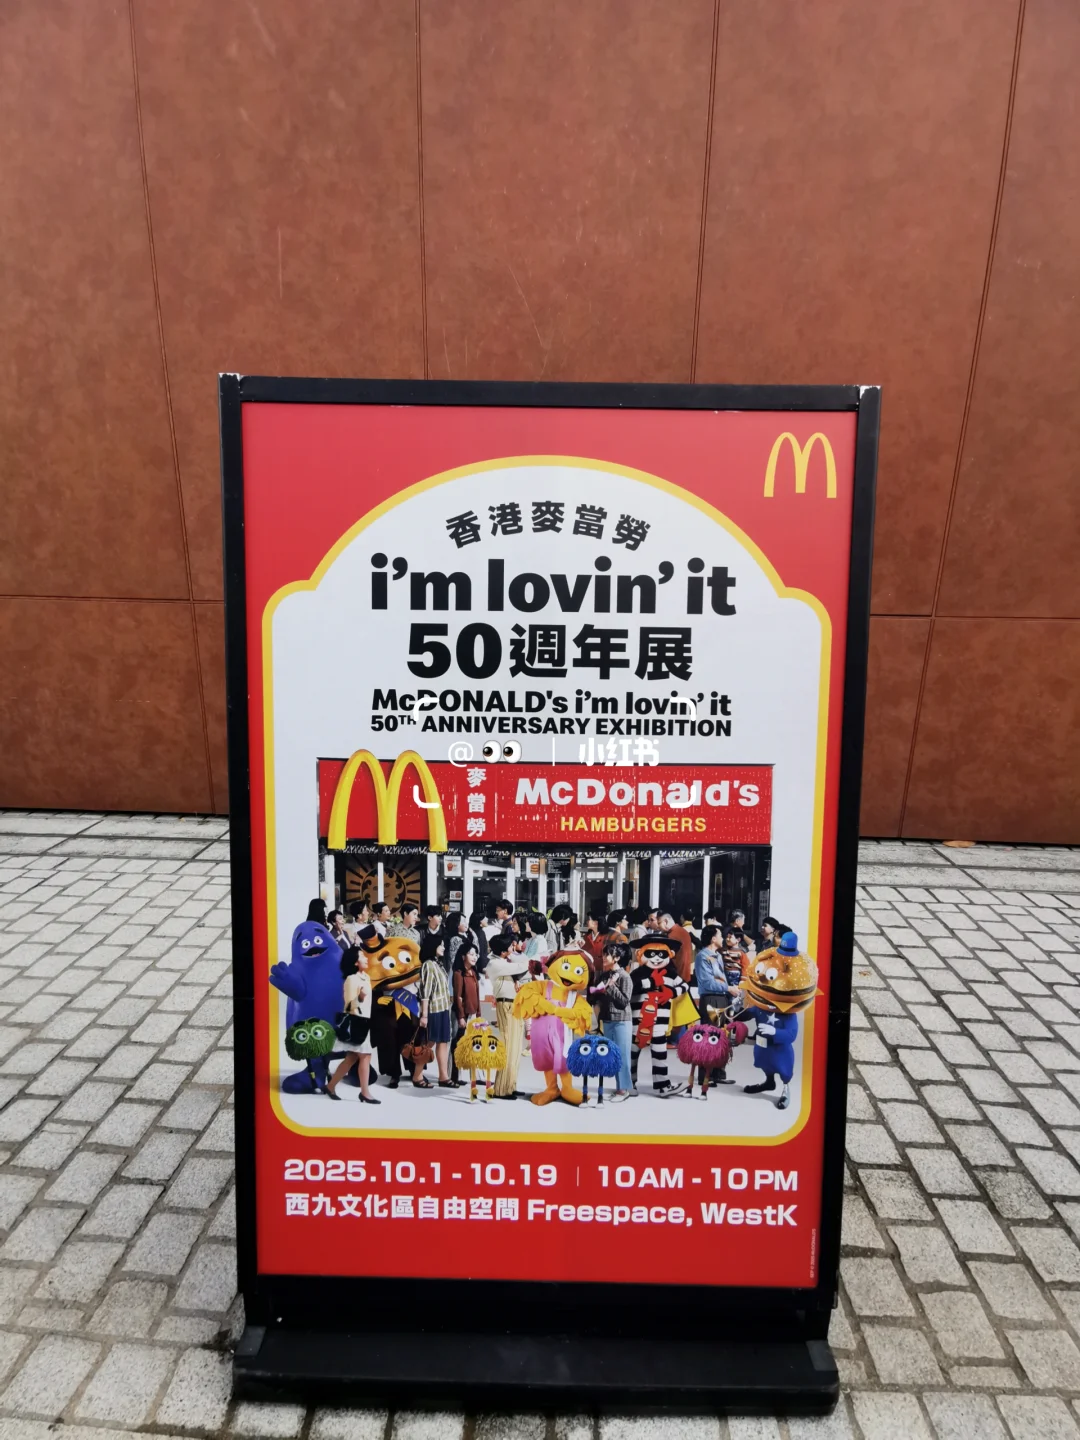 香港麥當勞
i'm lovin' it
50週年展
McDONALD's i'm lovin' it
50TH ANNIVERSARY EXHIBITION
@👀 | 小红书
麥當勞
McDonald's
HAMBURGERS
2025.10.1 - 10.19 | 10AM - 10PM
西九文化區自由空間 Freespace, WestK